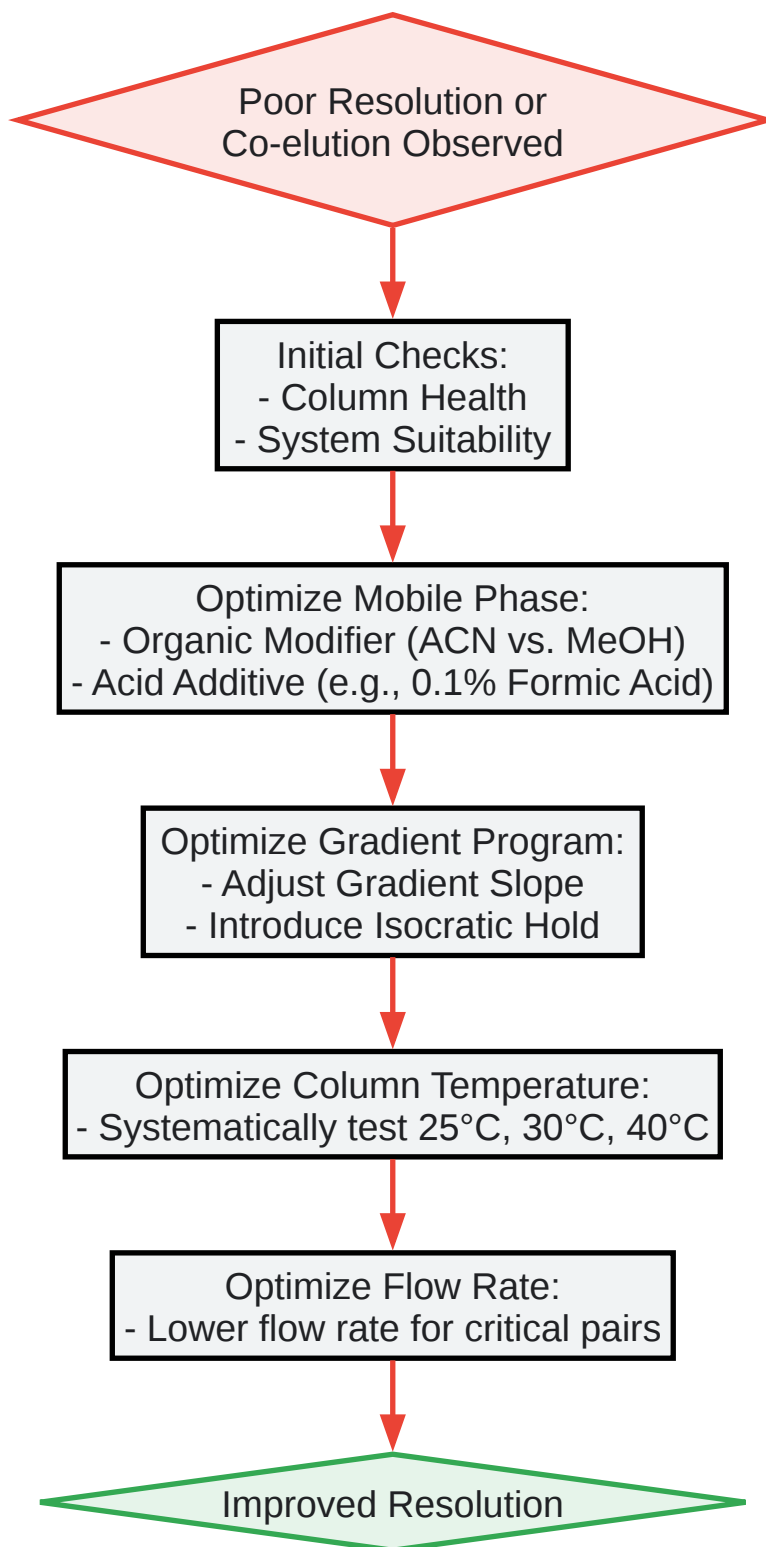 Poor Resolution or
Co-elution Observed
Initial Checks:
- Column Health
- System Suitability
Optimize Mobile Phase:
- Organic Modifier (ACN vs. MeOH)
- Acid Additive (e.g., 0.1% Formic Acid)
Optimize Gradient Program:
- Adjust Gradient Slope
- Introduce Isocratic Hold
Optimize Column Temperature:
- Systematically test 25°C, 30°C, 40°C
Optimize Flow Rate:
- Lower flow rate for critical pairs
Improved Resolution